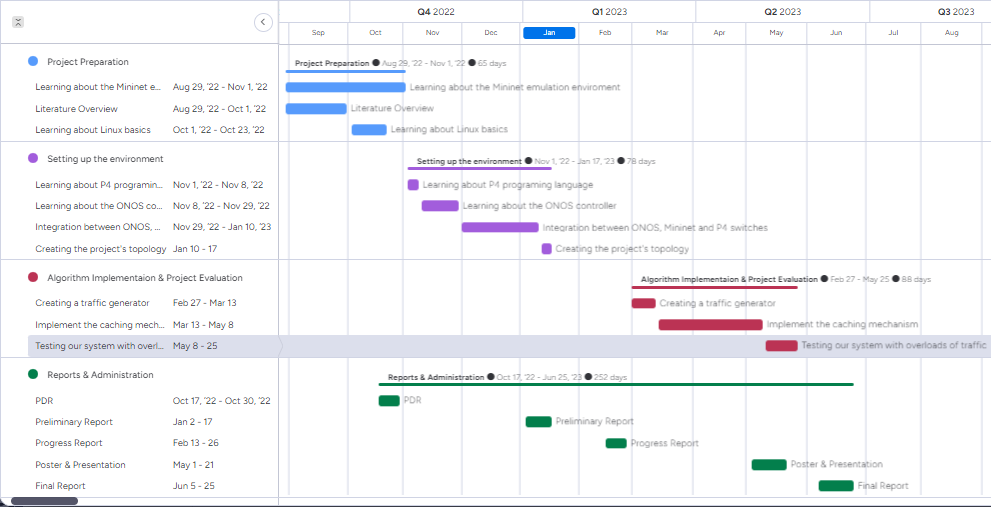 Q4 2022 Q1 2023 Q2 2023 Q3 2023
Sep Oct Nov Dec Jan Feb Mar Apr May Jun Jul Aug
Project Preparation
Project Preparation ● Aug 29, '22 - Nov 1, '22 ● 65 days
Learning about the Mininet e... Aug 29, '22 - Nov 1, '22 Learning about the Mininet emulation enviroment
Literature Overview Aug 29, '22 - Oct 1, '22 Literature Overview
Learning about Linux basics Oct 1, '22 - Oct 23, '22 Learning about Linux basics
Setting up the environment
Setting up the environment ● Nov 1, '22 - Jan 17, '23 ● 78 days
Learning about P4 programin... Nov 1, '22 - Nov 8, '22 Learning about P4 programing language
Learning about the ONOS co... Nov 8, '22 - Nov 29, '22 Learning about the ONOS controller
Integration between ONOS, ... Nov 29, '22 - Jan 10, '23 Integration between ONOS, Mininet and P4 switches
Creating the project's topology Jan 10 - 17 Creating the project's topology
Algorithm Implementaion & Project Evaluation
Algorithm Implementaion & Project Evaluation ● Feb 27 - May 25 ● 88 days
Creating a traffic generator Feb 27 - Mar 13 Creating a traffic generator
Implement the caching mech... Mar 13 - May 8 Implement the caching mechanism
Testing our system with overl... May 8 - 25 Testing our system with overloads of traffic
Reports & Administration
Reports & Administration ● Oct 17, '22 - Jun 25, '23 ● 252 days
PDR Oct 17, '22 - Oct 30, '22 PDR
Preliminary Report Jan 2 - 17 Preliminary Report
Progress Report Feb 13 - 26 Progress Report
Poster & Presentation May 1 - 21 Poster & Presentation
Final Report Jun 5 - 25 Final Report